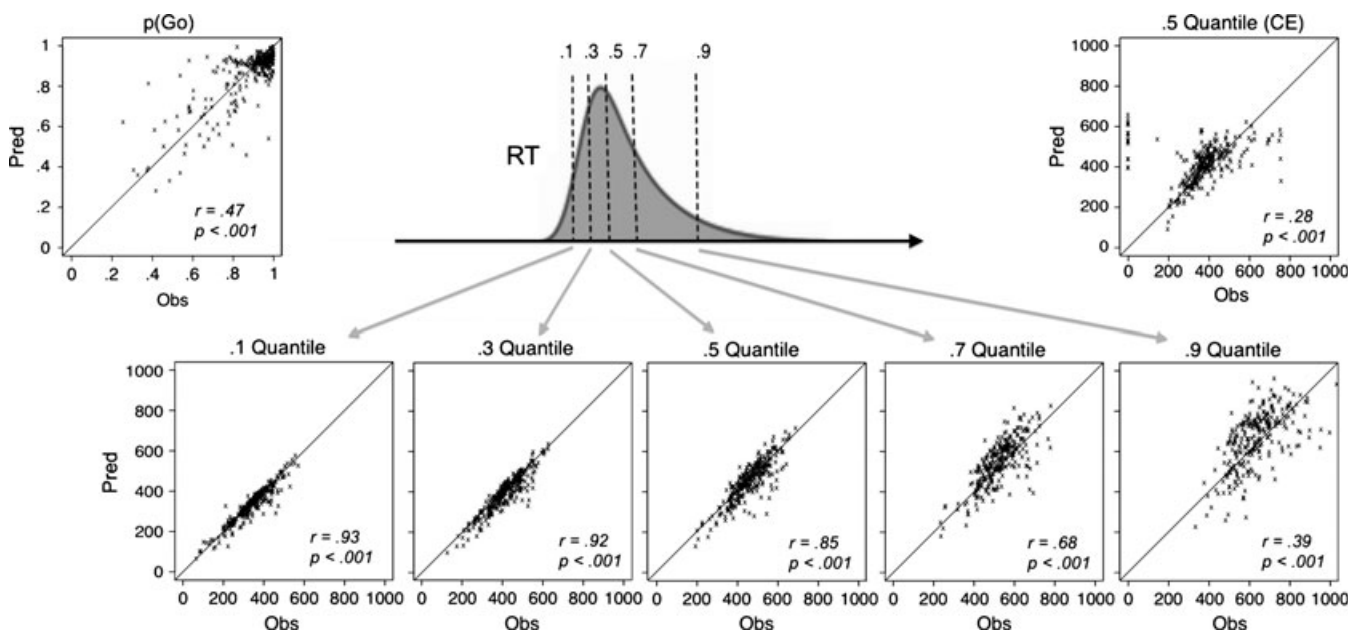 p(Go)
1
.8
.6
.4
.2
0
Pred
r = .47
p < .001
0 .2 .4 .6 .8 1
Obs
.1 .3 .5 .7 .9
RT
.5 Quantile (CE)
1000
800
600
400
200
0
Pred
r = .28
p < .001
0 200 400 600 800 1000
Obs
.1 Quantile
1000
800
600
400
200
0
Pred
r = .93
p < .001
0 200 400 600 800 1000
Obs
.3 Quantile
r = .92
p < .001
0 200 400 600 800 1000
Obs
.5 Quantile
r = .85
p < .001
0 200 400 600 800 1000
Obs
.7 Quantile
r = .68
p < .001
0 200 400 600 800 1000
Obs
.9 Quantile
r = .39
p < .001
0 200 400 600 800 1000
Obs